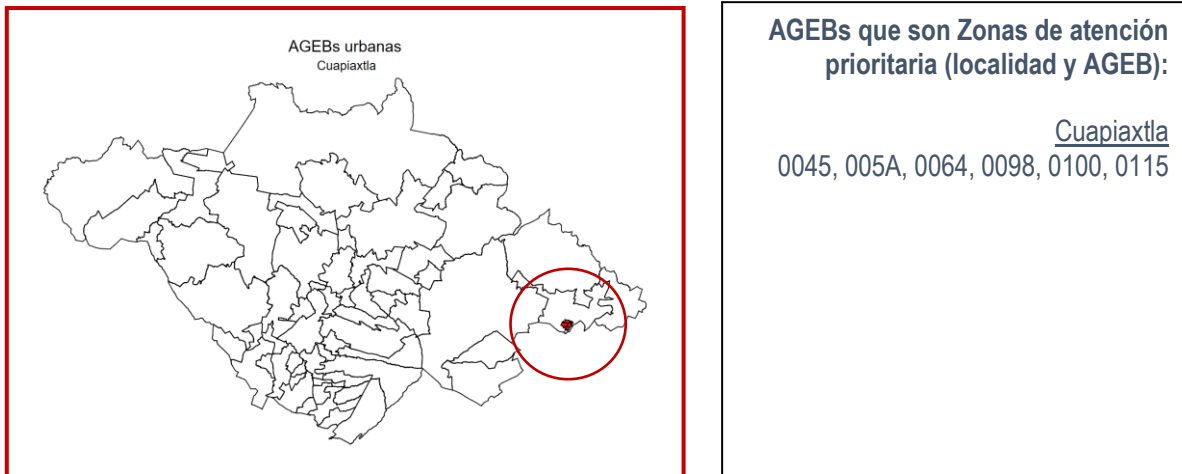 AGEBs urbanas
Cuapiaxtla
AGEBs que son Zonas de atención
prioritaria (localidad y AGEB):
Cuapiaxtla
0045, 005A, 0064, 0098, 0100, 0115